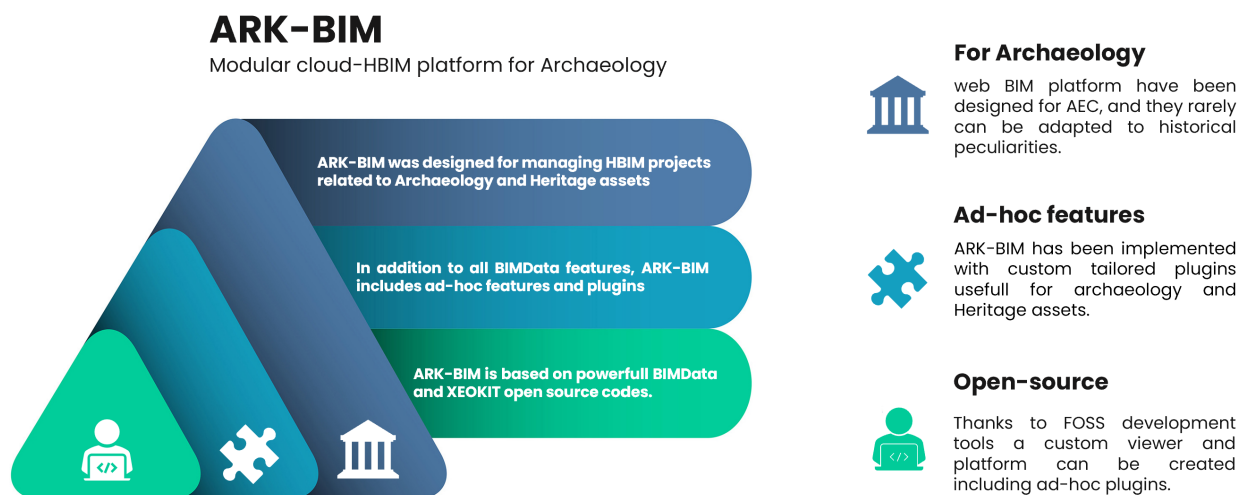 ARK-BIM
Modular cloud-HBIM platform for Archaeology
ARK-BIM was designed for managing HBIM projects
related to Archaeology and Heritage assets
In addition to all BIMData features, ARK-BIM
includes ad-hoc features and plugins
ARK-BIM is based on powerfull BIMData
and XEOKIT open source codes.
For Archaeology
web BIM platform have been
designed for AEC, and they rarely
can be adapted to historical
peculiarities.
Ad-hoc features
ARK-BIM has been implemented
with custom tailored plugins
usefull for archaeology and
Heritage assets.
Open-source
Thanks to FOSS development
tools a custom viewer and
platform can be created
including ad-hoc plugins.